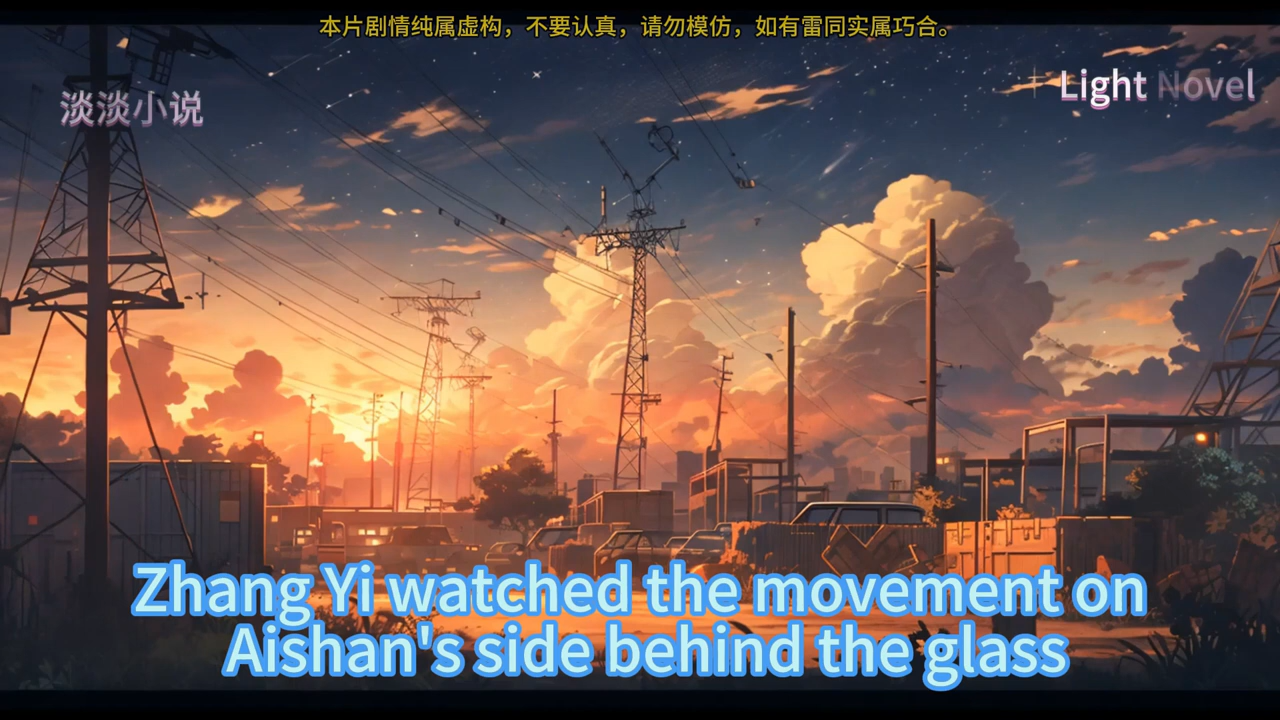 本片剧情纯属虚构，不要认真，请勿模仿，如有雷同实属巧合。
淡淡小说
Light Novel
Zhang Yi watched the movement on
Aishan's side behind the glass